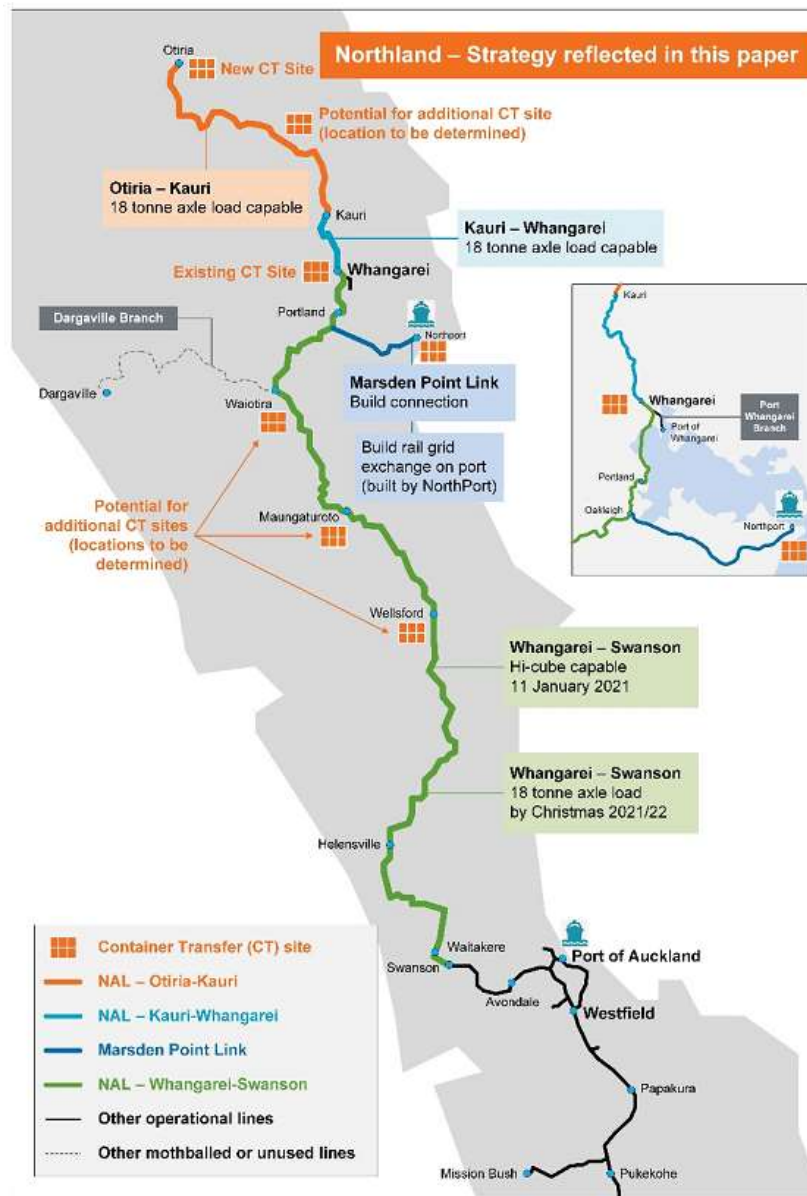 Northland – Strategy reflected in this paper
Otiria
New CT Site
Potential for additional CT site
(location to be determined)
Otiria – Kauri
18 tonne axle load capable
Kauri
Kauri – Whangarei
18 tonne axle load capable
Existing CT Site
Whangarei
Portland
Dargaville Branch
Northport
Dargaville
Waiotira
Marsden Point Link
Build connection
Build rail grid
exchange on port
(built by NorthPort)
Potential for
additional CT sites
(locations to be
determined)
Maungaturoto
Wellsford
Kauri
Whangarei
Port
Whangarei
Branch
Port of
Whangarei
Portland
Oakleigh
Northport
Whangarei – Swanson
Hi-cube capable
11 January 2021
Whangarei – Swanson
18 tonne axle load
by Christmas 2021/22
Helensville
Waitakere
Swanson
Avondale
Port of Auckland
Westfield
Papakura
Mission Bush
Pukekohe
Container Transfer (CT) site
NAL – Otiria-Kauri
NAL – Kauri-Whangarei
Marsden Point Link
NAL – Whangarei-Swanson
Other operational lines
Other mothballed or unused lines